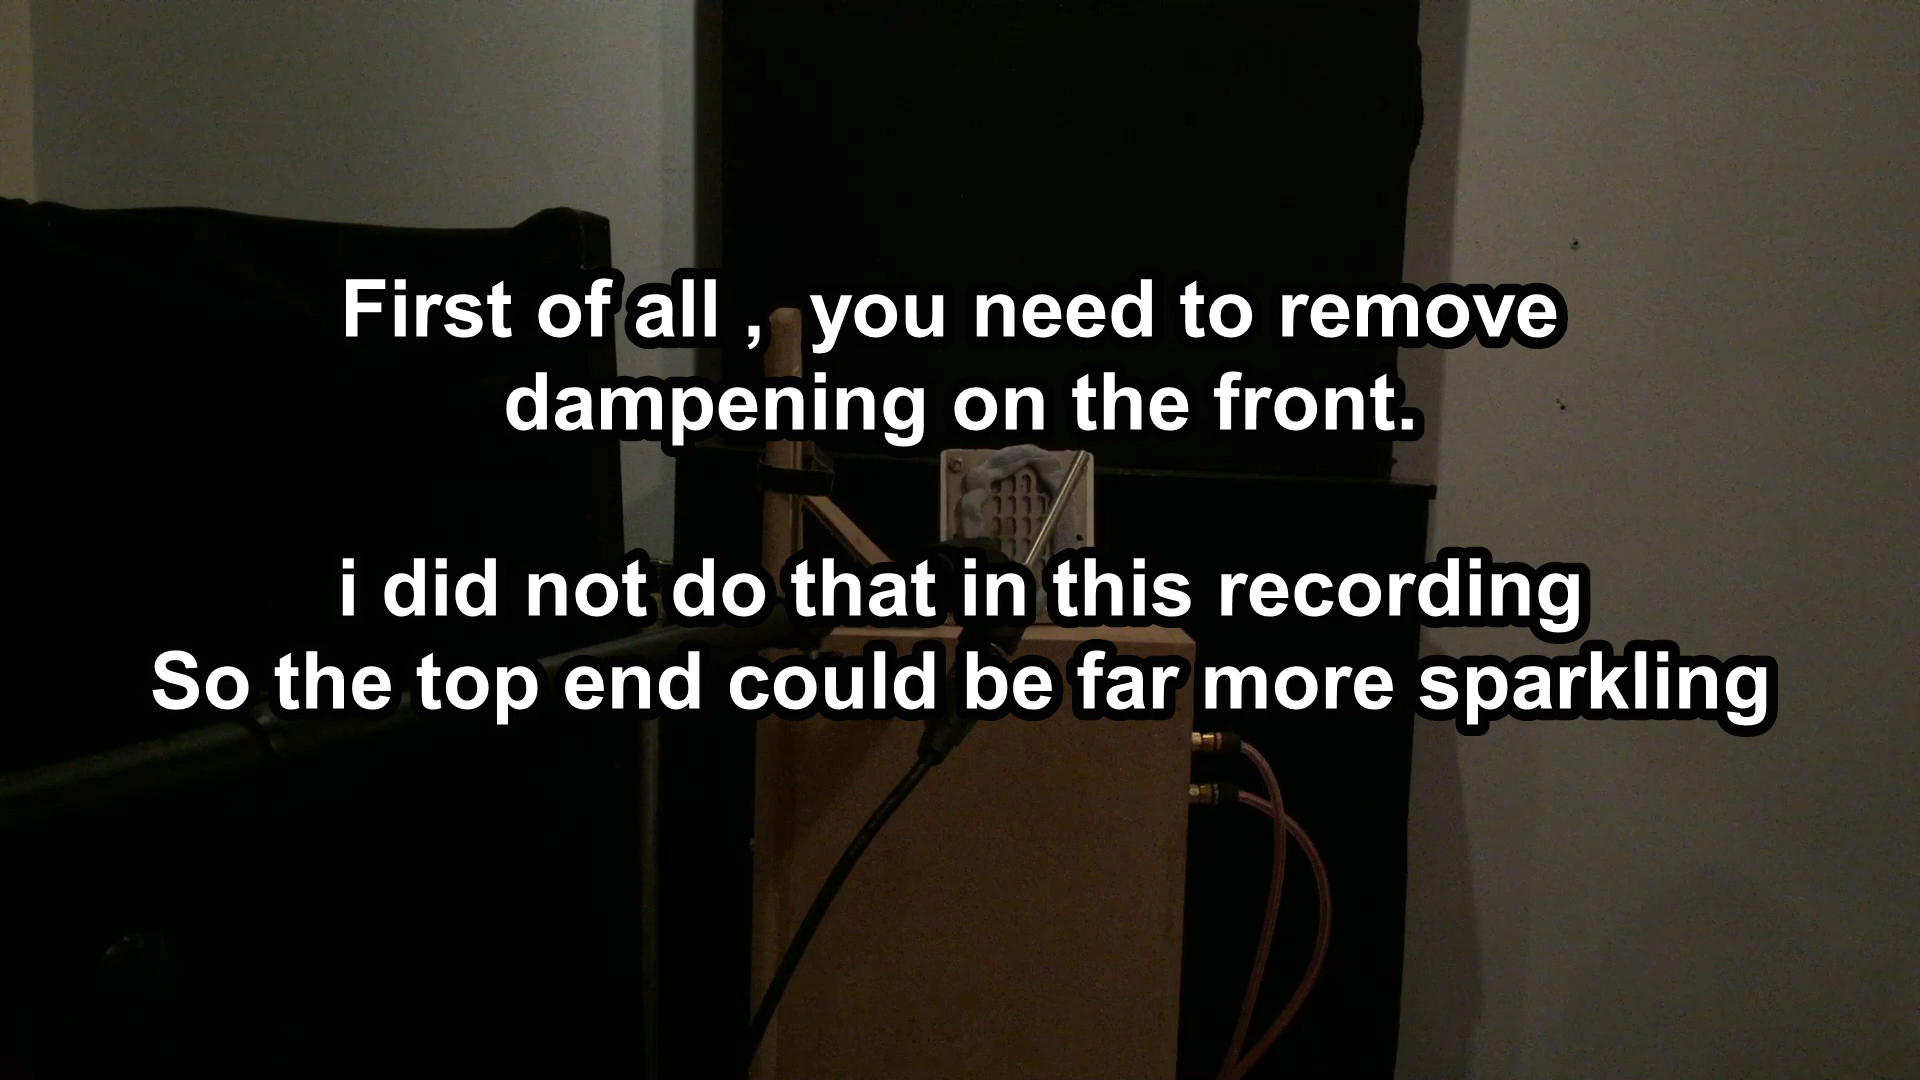 First of all ,  you need to remove
dampening on the front.
i did not do that in this recording
So the top end could be far more sparkling